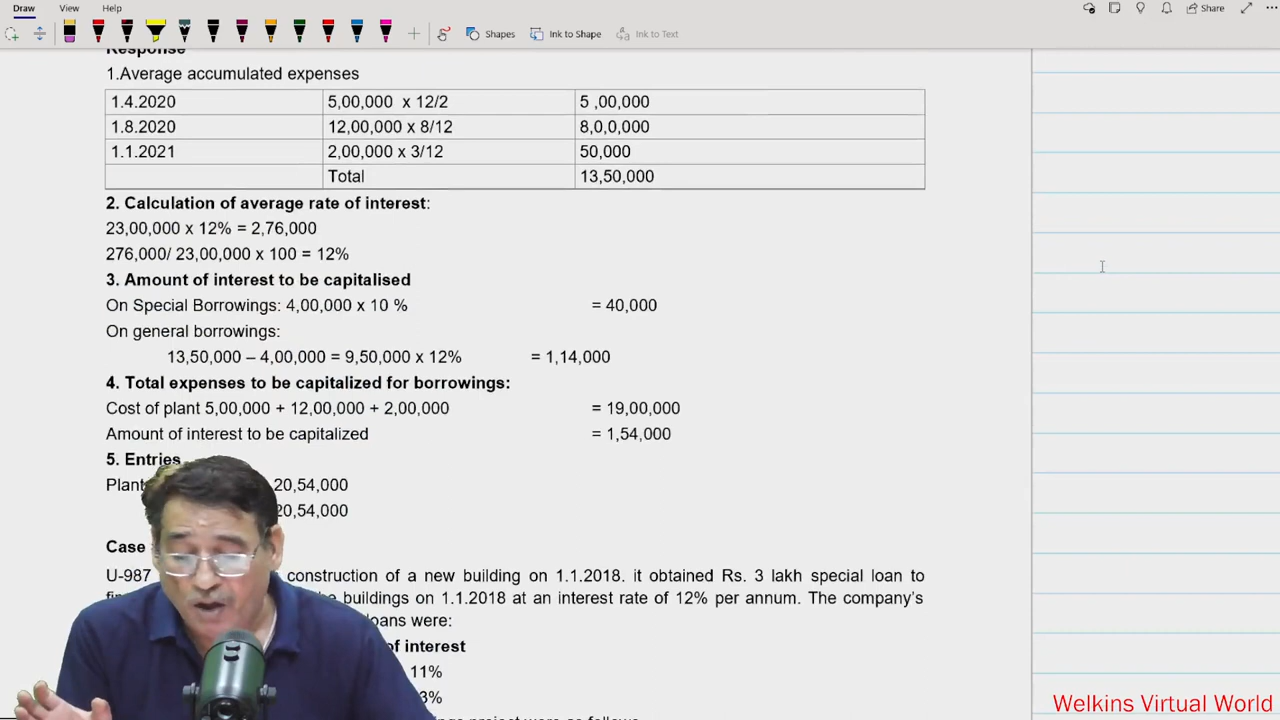 Draw View Help
Shapes Ink to Shape Ink to Text Share
Response
1.Average accumulated expenses
1.4.2020 5,00,000 x 12/2 5 ,00,000
1.8.2020 12,00,000 x 8/12 8,0,0,000
1.1.2021 2,00,000 x 3/12 50,000
Total 13,50,000
2. Calculation of average rate of interest:
23,00,000 x 12% = 2,76,000
276,000/ 23,00,000 x 100 = 12%
3. Amount of interest to be capitalised
On Special Borrowings: 4,00,000 x 10 % = 40,000
On general borrowings:
13,50,000 – 4,00,000 = 9,50,000 x 12% = 1,14,000
4. Total expenses to be capitalized for borrowings:
Cost of plant 5,00,000 + 12,00,000 + 2,00,000 = 19,00,000
Amount of interest to be capitalized = 1,54,000
5. Entries
Plant 20,54,000
20,54,000
Case
U-987 construction of a new building on 1.1.2018. it obtained Rs. 3 lakh special loan to
buildings on 1.1.2018 at an interest rate of 12% per annum. The company's
loans were:
of interest
11%
3%
Welkins Virtual World